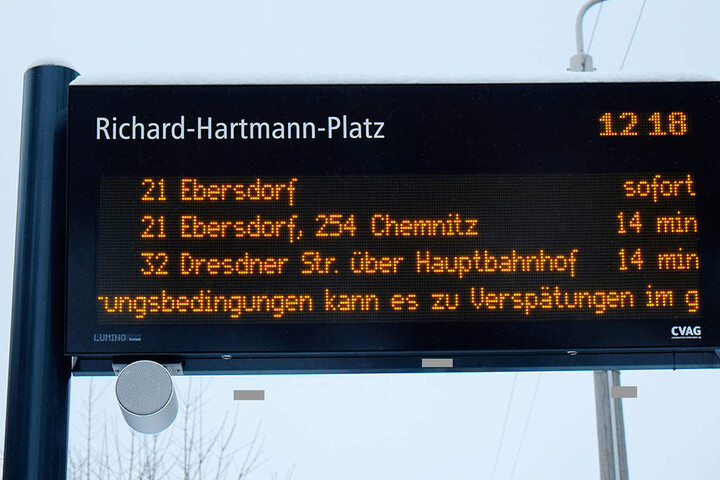 Richard-Hartmann-Platz 12 18
21 Ebersdorf sofort
21 Ebersdorf, 254 Chemnitz 14 min
32 Dresdner Str. über Hauptbahnhof 14 min
rungsbedingungen kann es zu Verspätungen im g
LUMINO CVAG